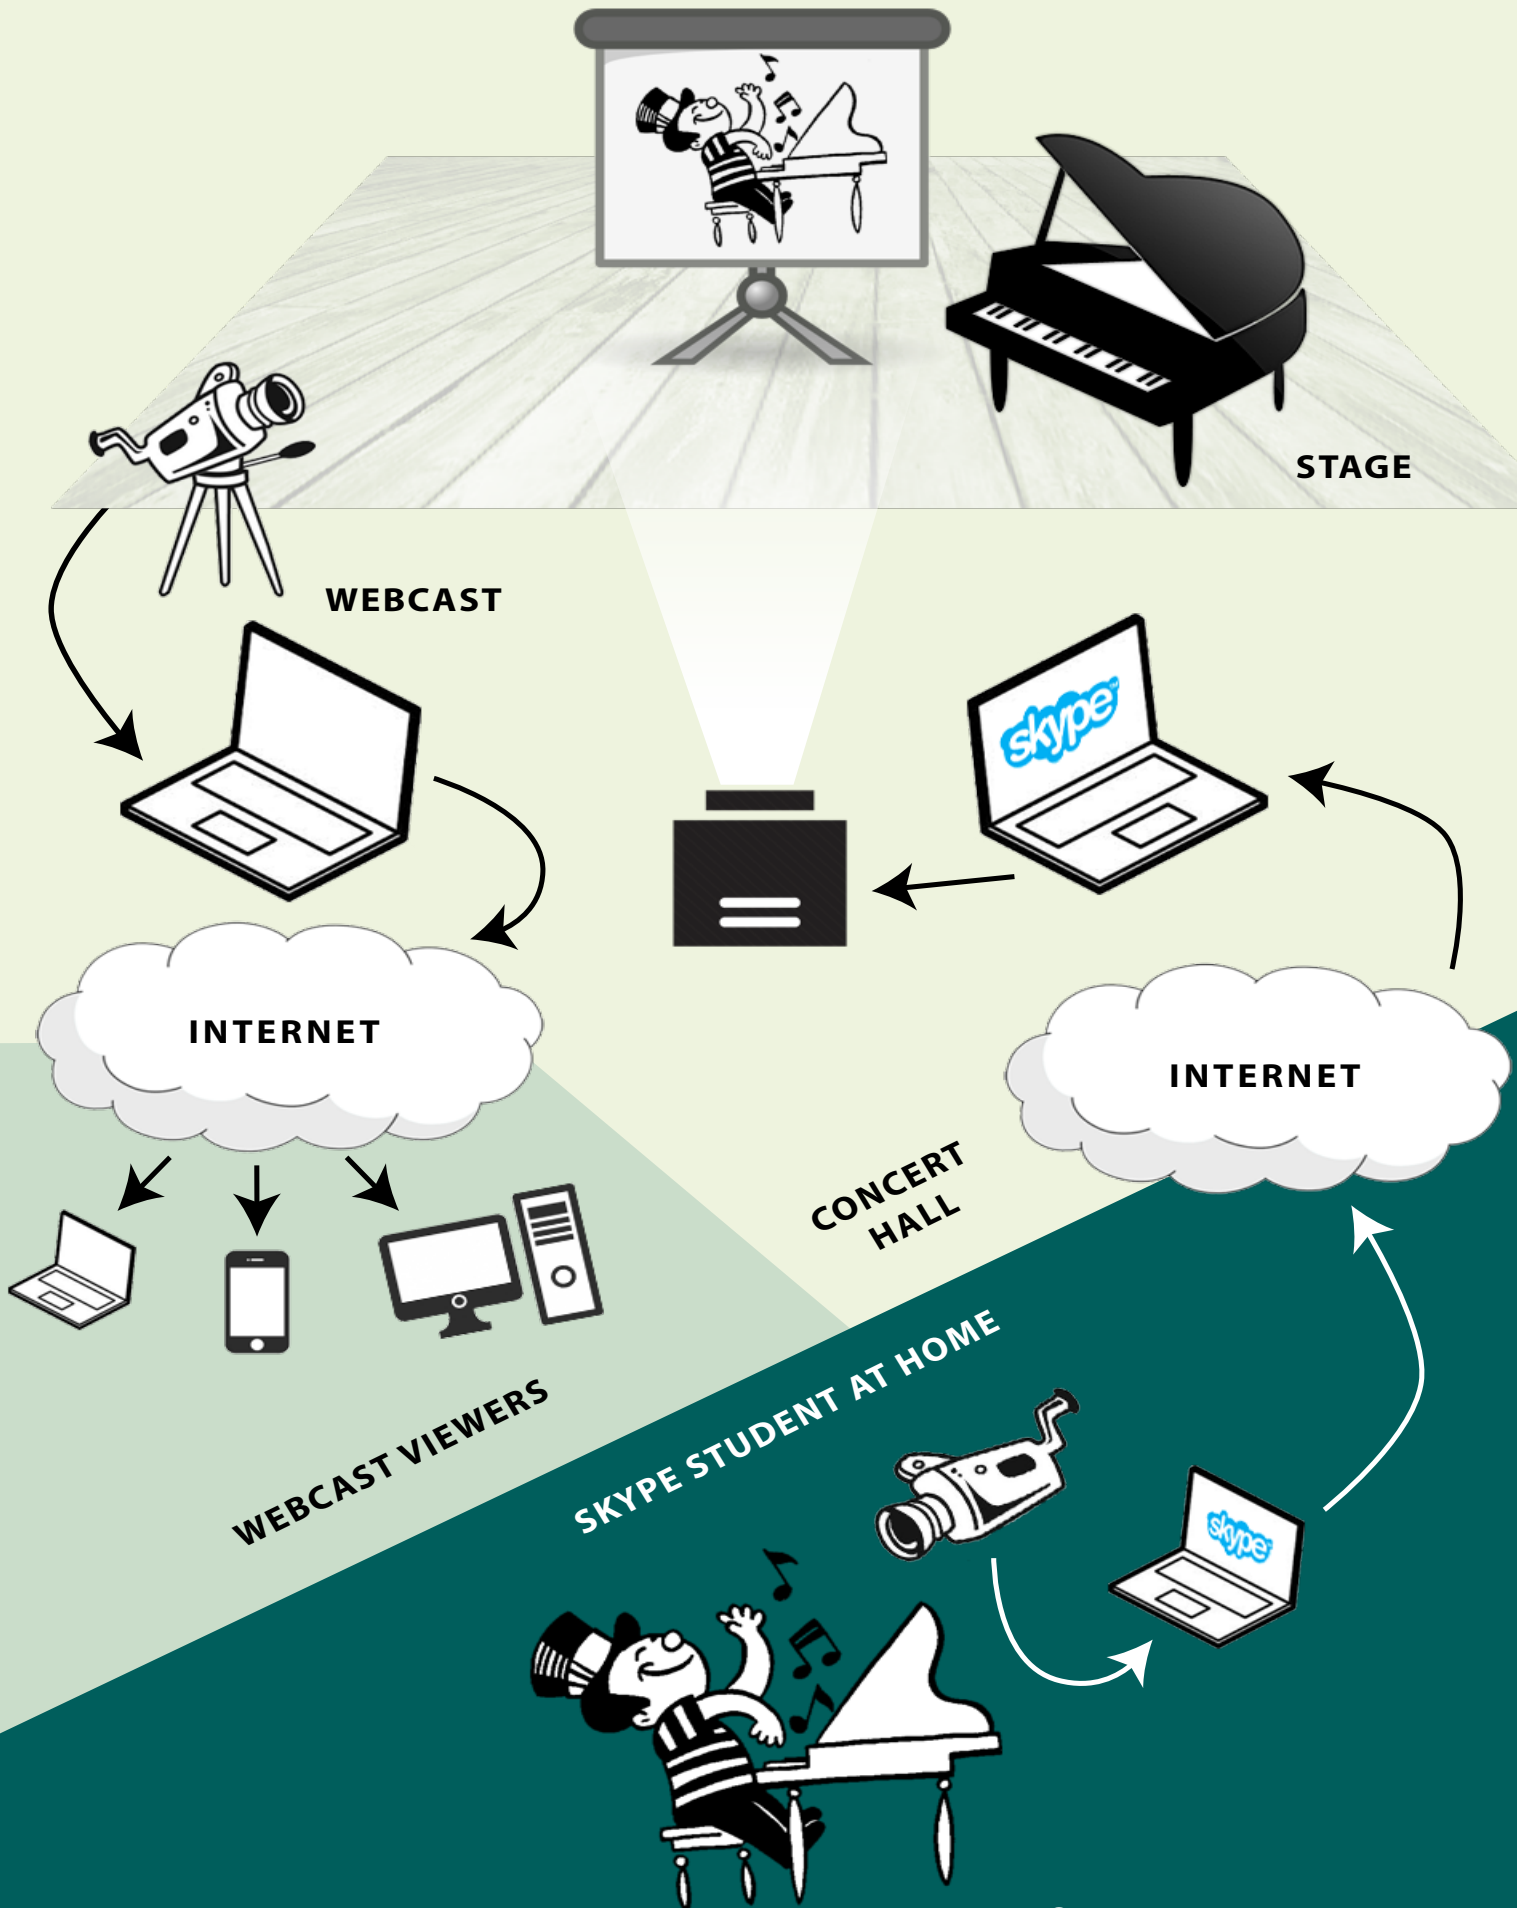 STAGE
WEBCAST
skype
INTERNET
INTERNET
CONCERT
HALL
WEBCAST VIEWERS
SKYPE STUDENT AT HOME
skype